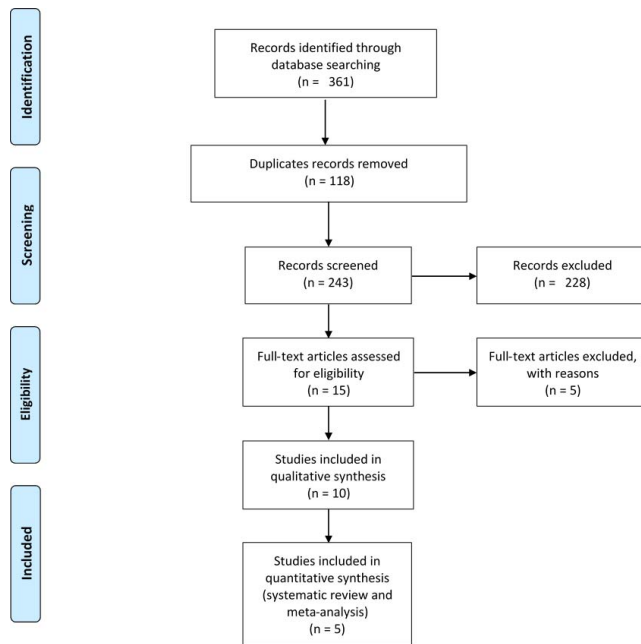 Identification
Records identified through
database searching
(n = 361)
Duplicates records removed
(n = 118)
Screening
Records screened
(n = 243)
Records excluded
(n = 228)
Eligibility
Full-text articles assessed
for eligibility
(n = 15)
Full-text articles excluded,
with reasons
(n = 5)
Studies included in
qualitative synthesis
(n = 10)
Included
Studies included in
quantitative synthesis
(systematic review and
meta-analysis)
(n = 5)